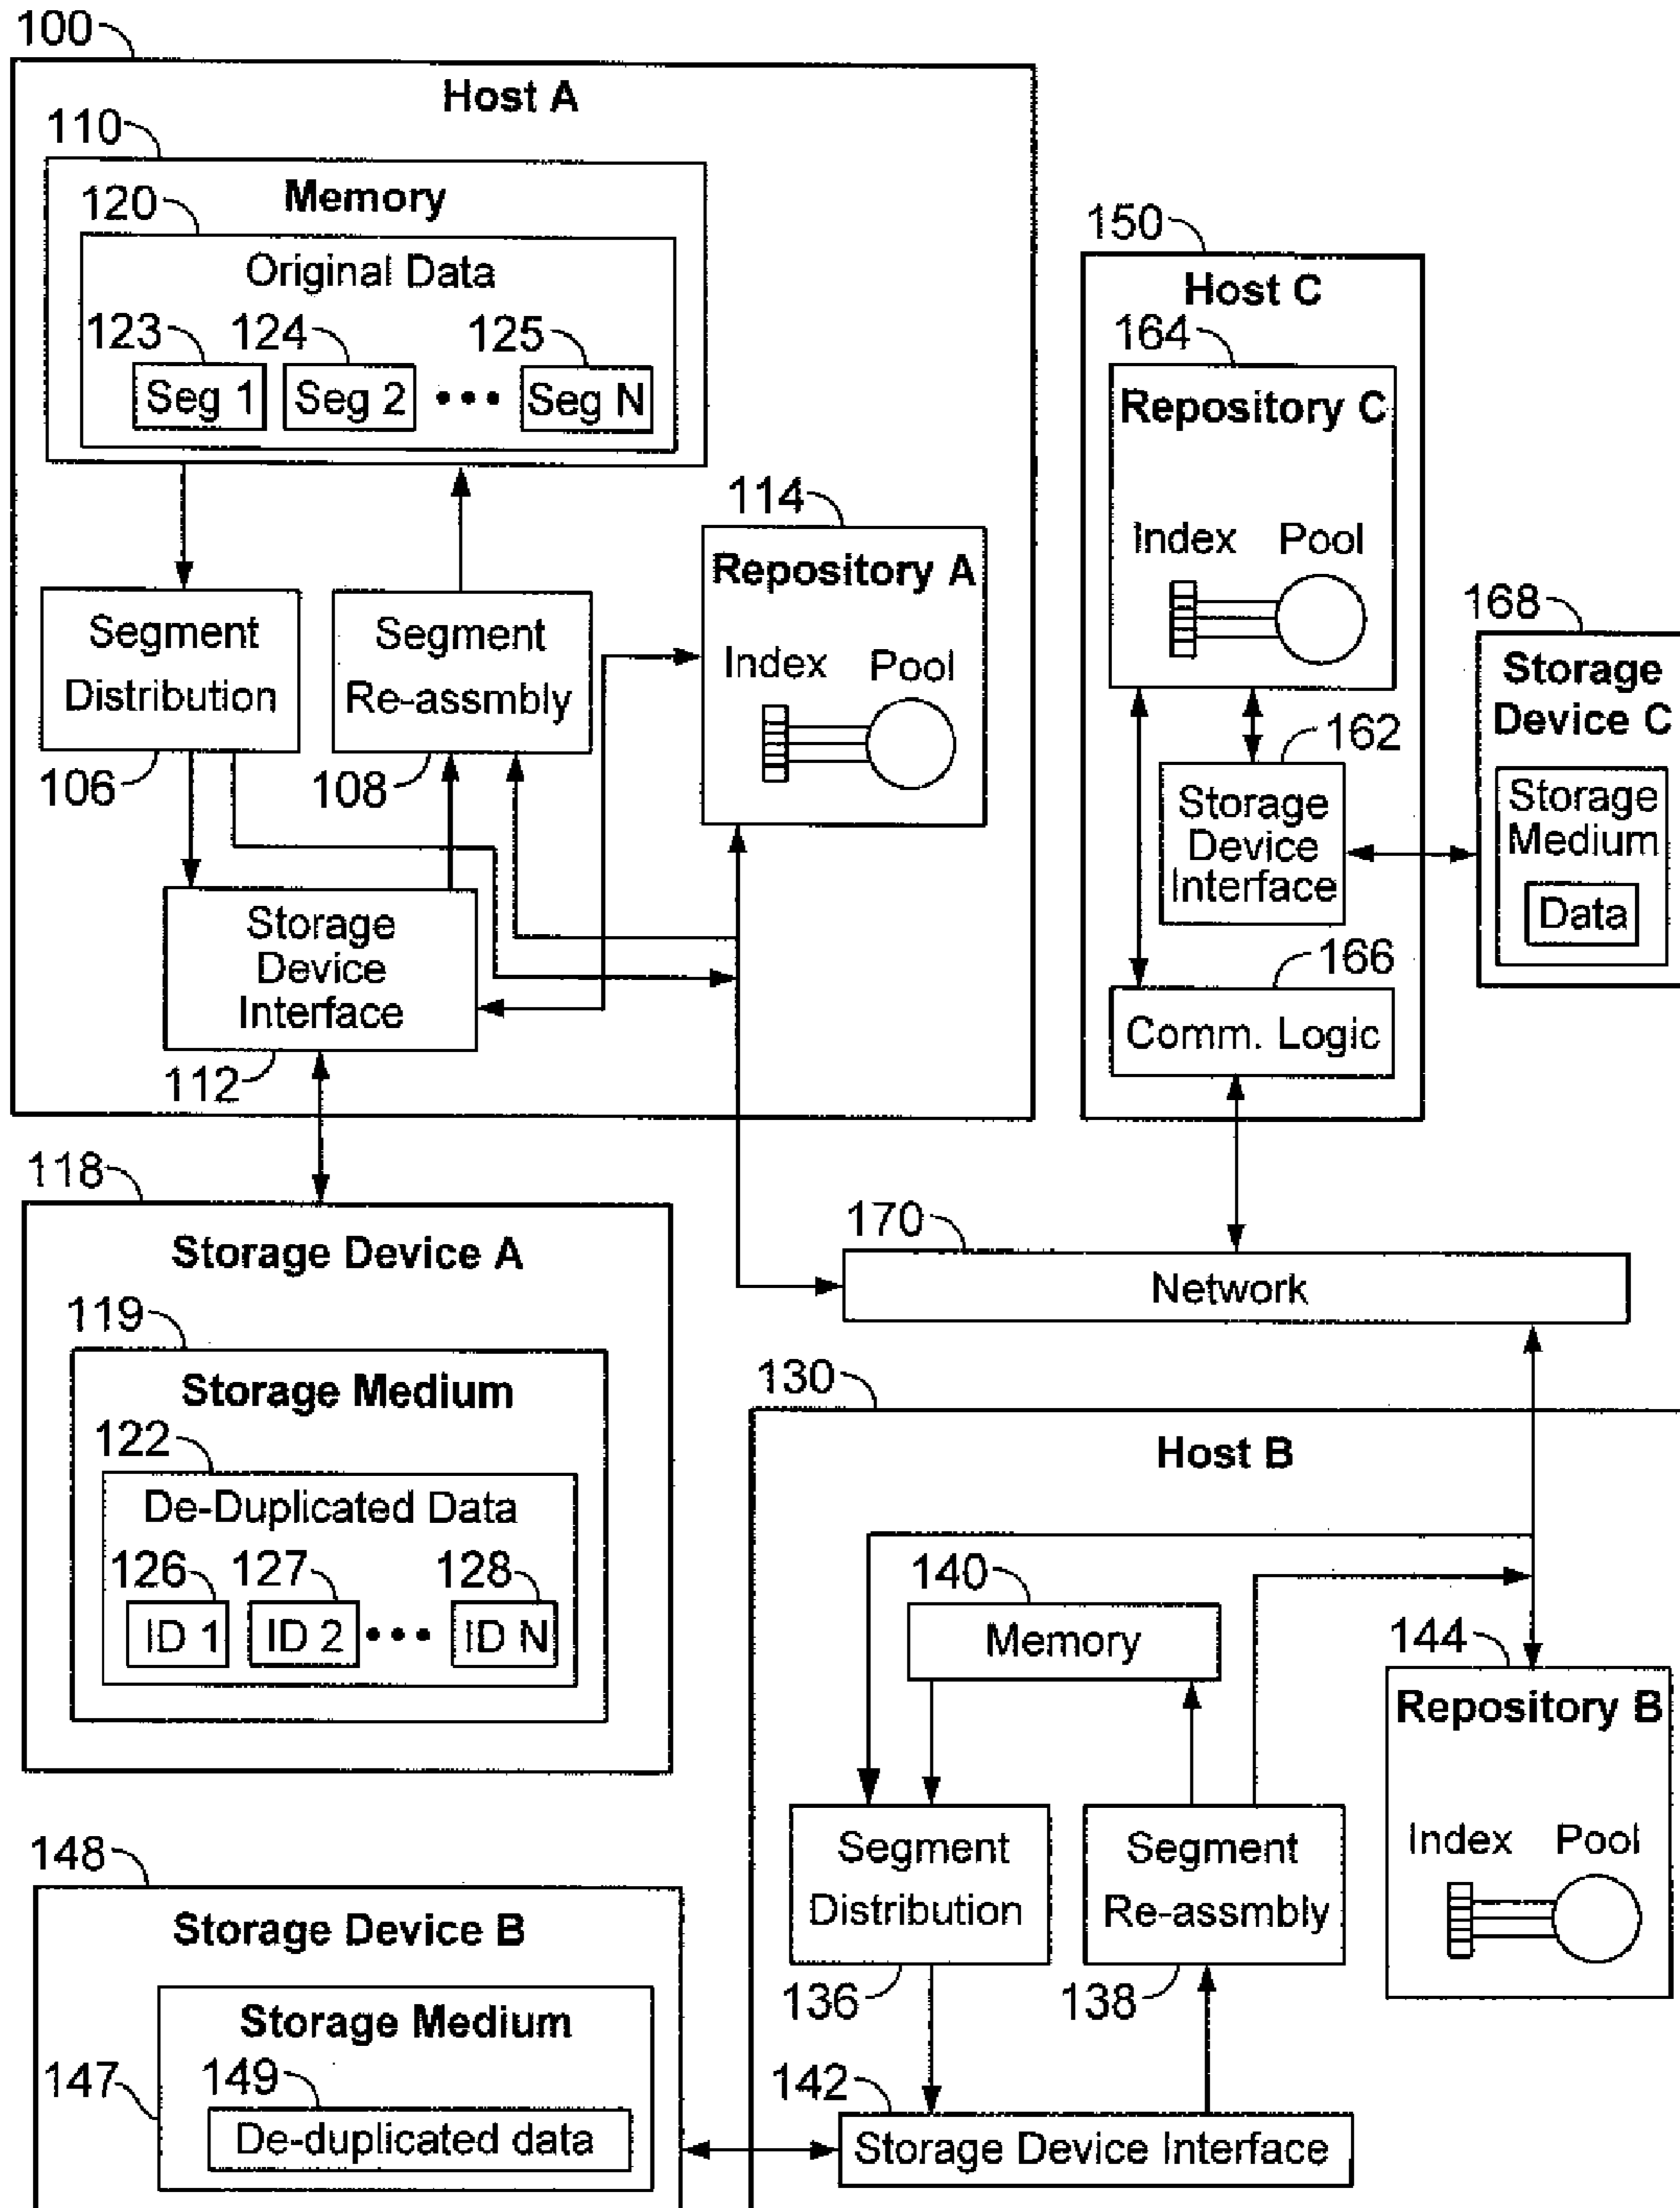 100
Host A
110
Memory
120
Original Data
123 124 125
Seg 1 Seg 2 ••• Seg N
114
Repository A
Index Pool
Segment
Distribution
106
Segment
Re-assmbly
108
Storage
Device
Interface
112
150
Host C
164
Repository C
Index Pool
162
Storage
Device
Interface
166
Comm. Logic
168
Storage
Device C
Storage
Medium
Data
118
Storage Device A
119
Storage Medium
122
De-Duplicated Data
126 127 128
ID 1 ID 2 ••• ID N
170
Network
130
Host B
140
Memory
144
Repository B
Index Pool
Segment
Distribution
136
Segment
Re-assmbly
138
142
Storage Device Interface
148
Storage Device B
Storage Medium
147
149
De-duplicated data